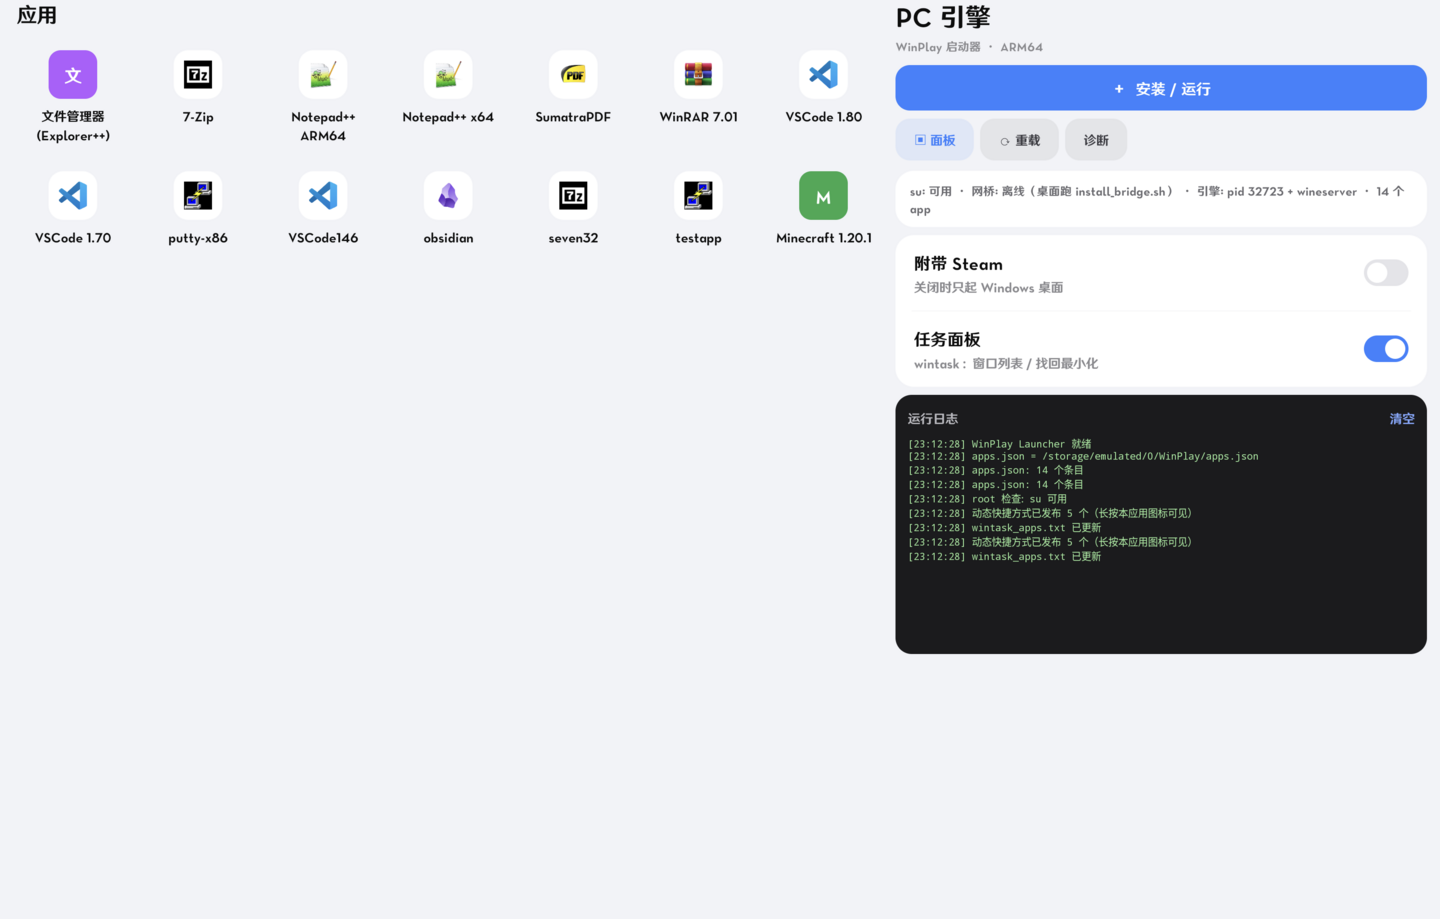 应用
文
文件管理器
(Explorer++)
7z
7-Zip
Notepad++
ARM64
Notepad++ x64
PDF
SumatraPDF
WinRAR 7.01
VSCode 1.80
VSCode 1.70
putty-x86
VSCode146
obsidian
7z
seven32
testapp
M
Minecraft 1.20.1
PC 引擎
WinPlay 启动器 · ARM64
+ 安装 / 运行
面板
重载
诊断
su: 可用 · 网桥: 离线（桌面跑 install_bridge.sh） · 引擎: pid 32723 + wineserver · 14 个
app
附带 Steam
关闭时只起 Windows 桌面
任务面板
wintask：窗口列表 / 找回最小化
运行日志
清空
[23:12:28] WinPlay Launcher 就绪
[23:12:28] apps.json = /storage/emulated/0/WinPlay/apps.json
[23:12:28] apps.json: 14 个条目
[23:12:28] apps.json: 14 个条目
[23:12:28] root 检查: su 可用
[23:12:28] 动态快捷方式已发布 5 个（长按本应用图标可见）
[23:12:28] wintask_apps.txt 已更新
[23:12:28] 动态快捷方式已发布 5 个（长按本应用图标可见）
[23:12:28] wintask_apps.txt 已更新